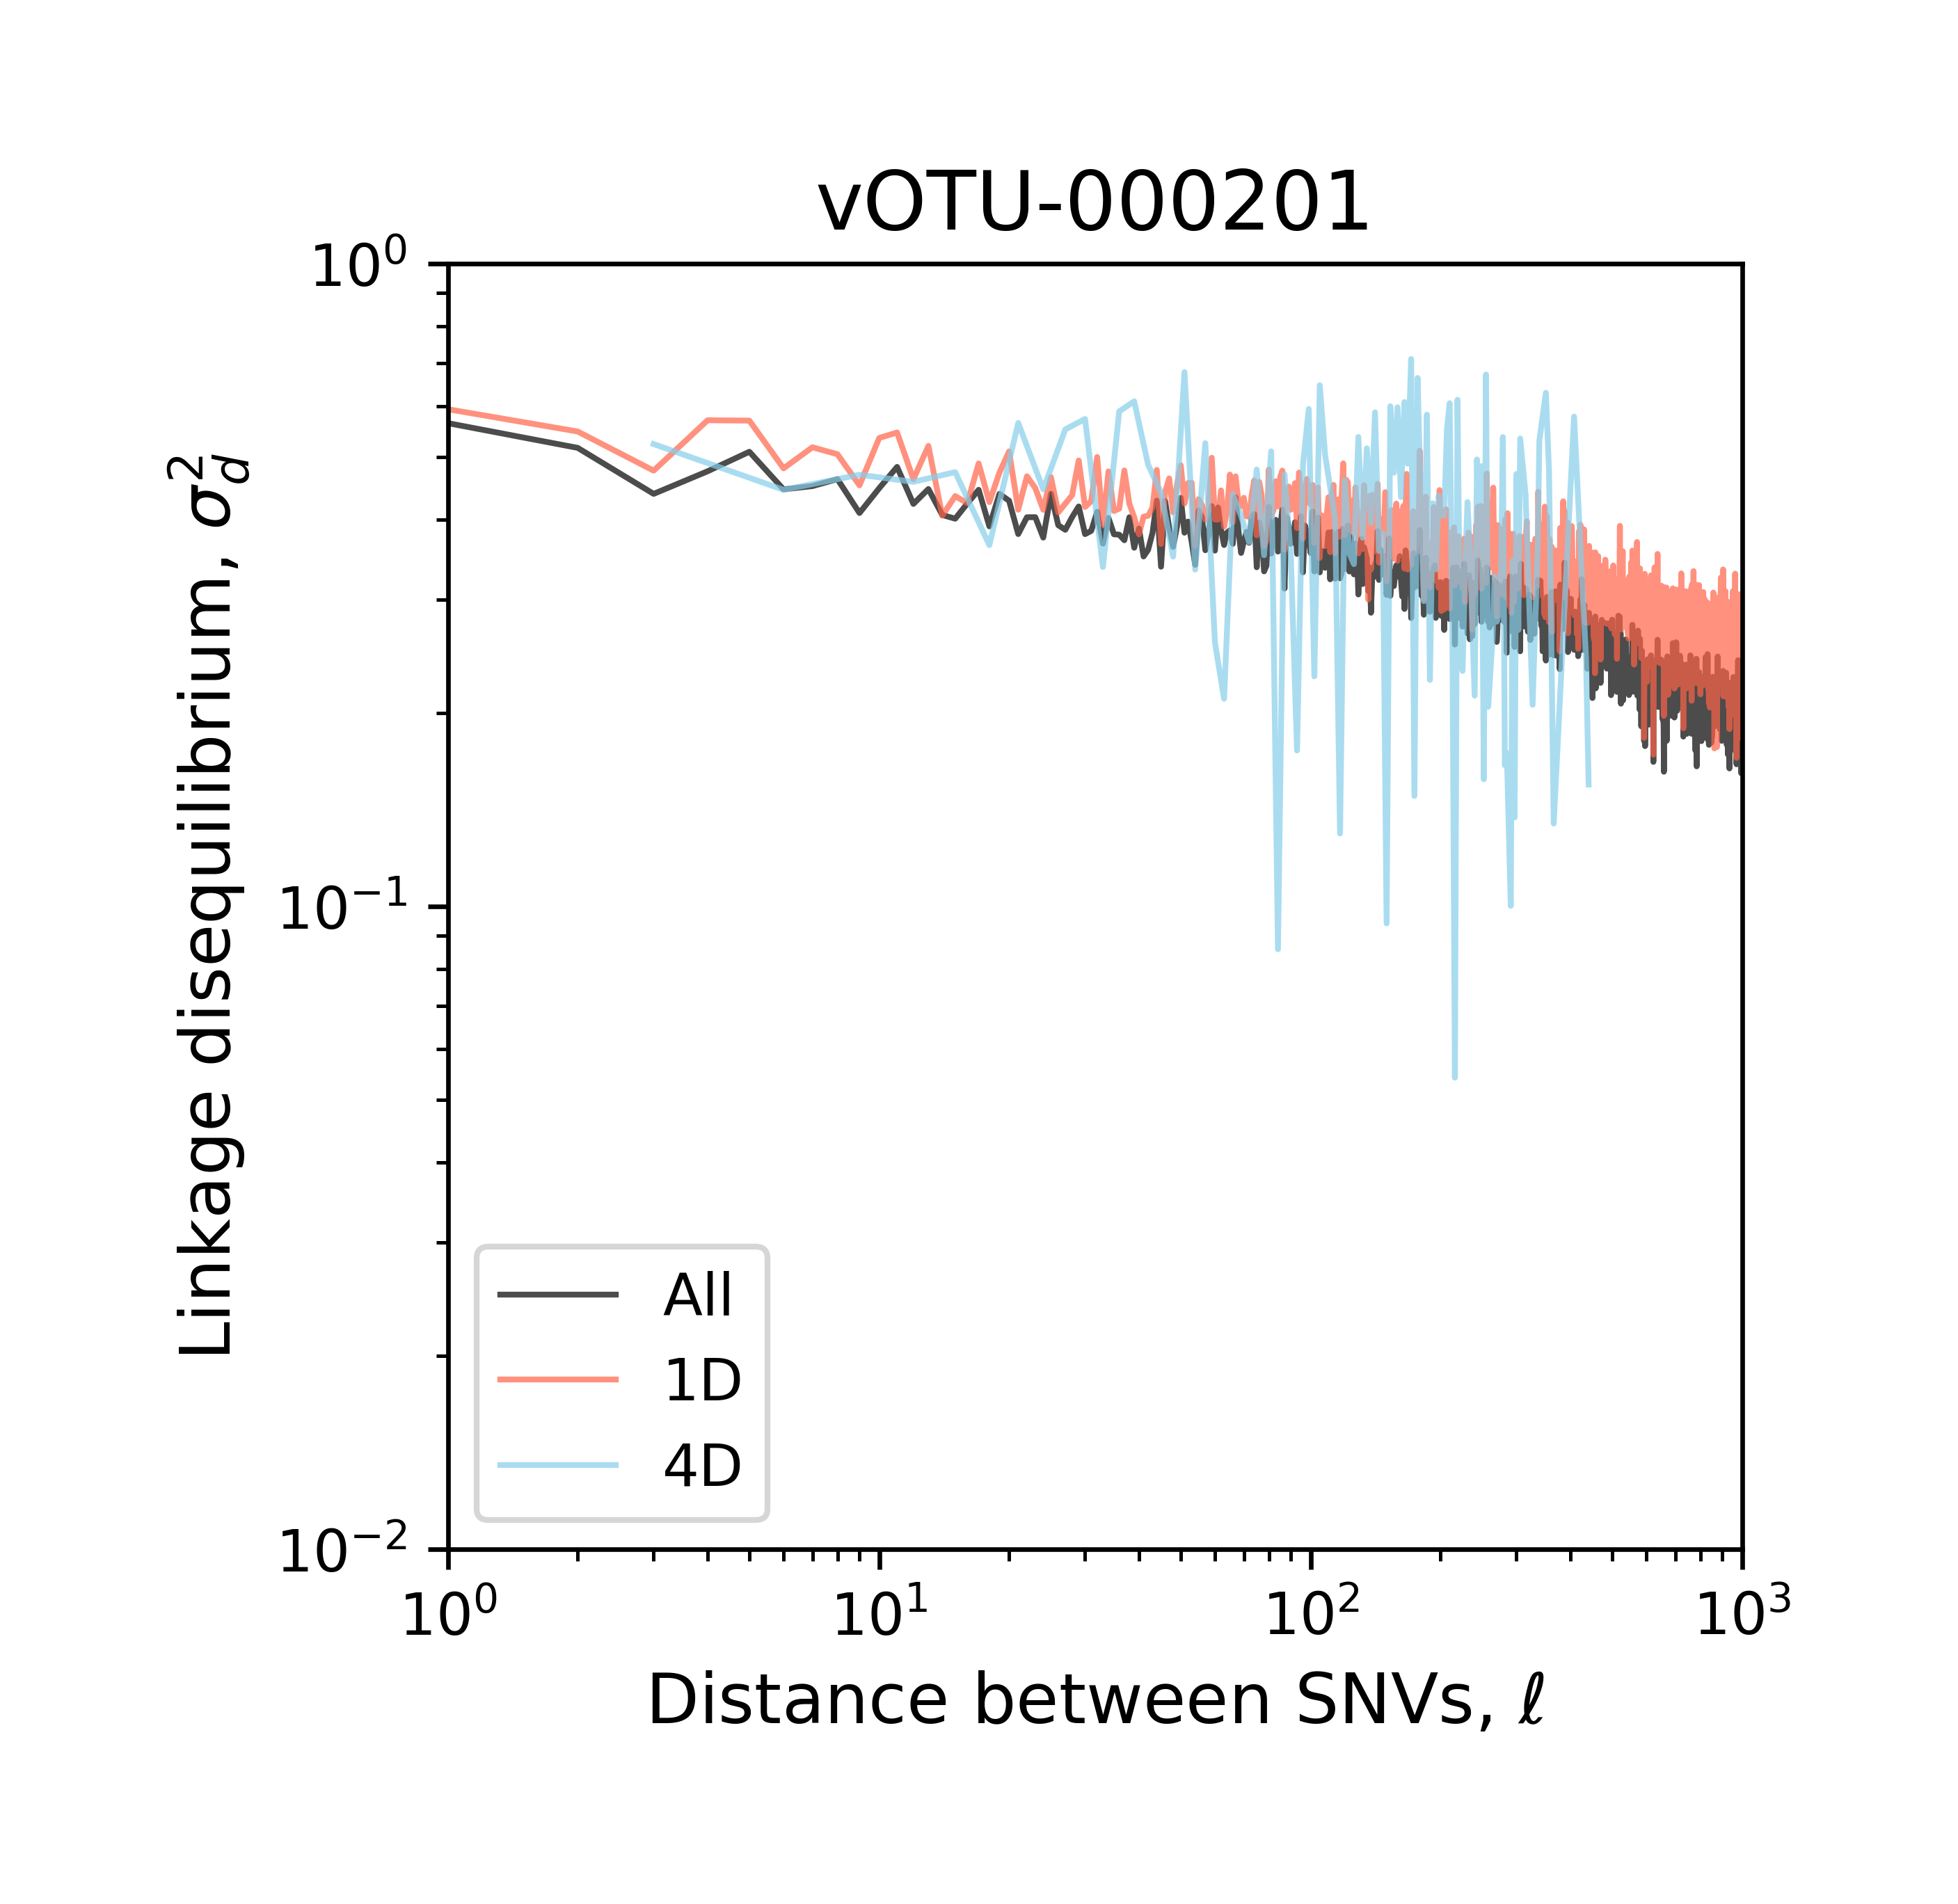 vOTU-000201
Linkage disequilibrium, σ_d^2
10^0
10^−1
10^−2
All
1D
4D
10^0 10^1 10^2 10^3
Distance between SNVs, ℓ